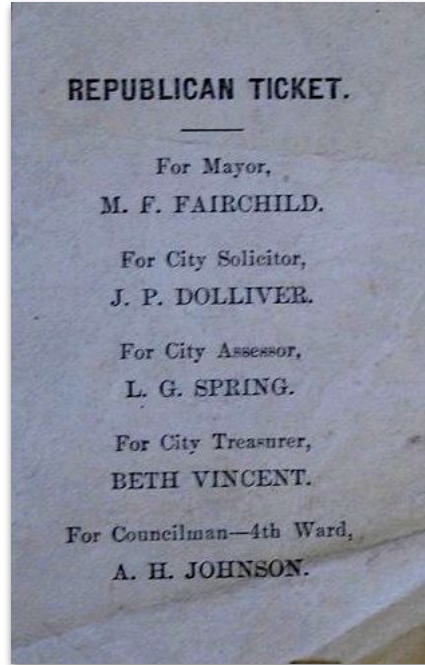 REPUBLICAN TICKET.
For Mayor,
M. F. FAIRCHILD.
For City Solicitor,
J. P. DOLLIVER.
For City Assessor,
L. G. SPRING.
For City Treasurer,
BETH VINCENT.
For Councilman—4th Ward,
A. H. JOHNSON.